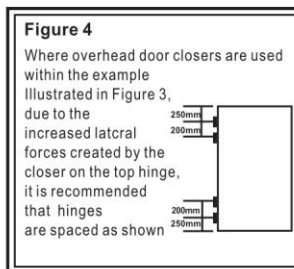 Figure 4
Where overhead door closers are used
within the example
Illustrated in Figure 3,
due to the
increased latcral
forces created by the
closer on the top hinge,
it is recommended
that hinges
are spaced as shown
250mm
200mm
200mm
250mm